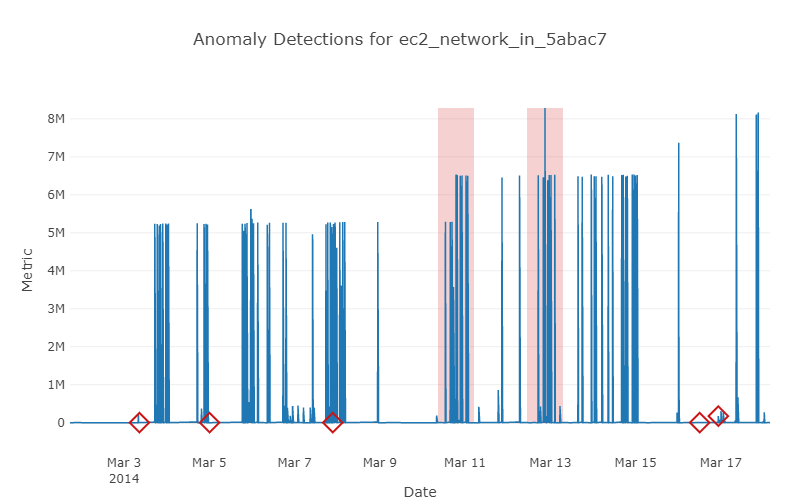 Anomaly Detections for ec2_network_in_5abac7
8M
7M
6M
5M
4M
3M
2M
1M
0
Metric
Mar 3
2014
Mar 5
Mar 7
Mar 9
Mar 11
Mar 13
Mar 15
Mar 17
Date